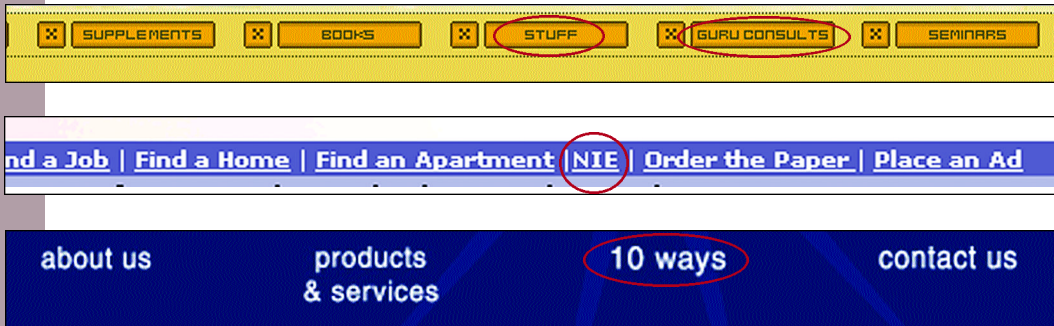 SUPPLEMENTS BOOKS STUFF GURU CONSULTS SEMINARS
nd a Job | Find a Home | Find an Apartment |NIE | Order the Paper | Place an Ad
about us products & services 10 ways contact us